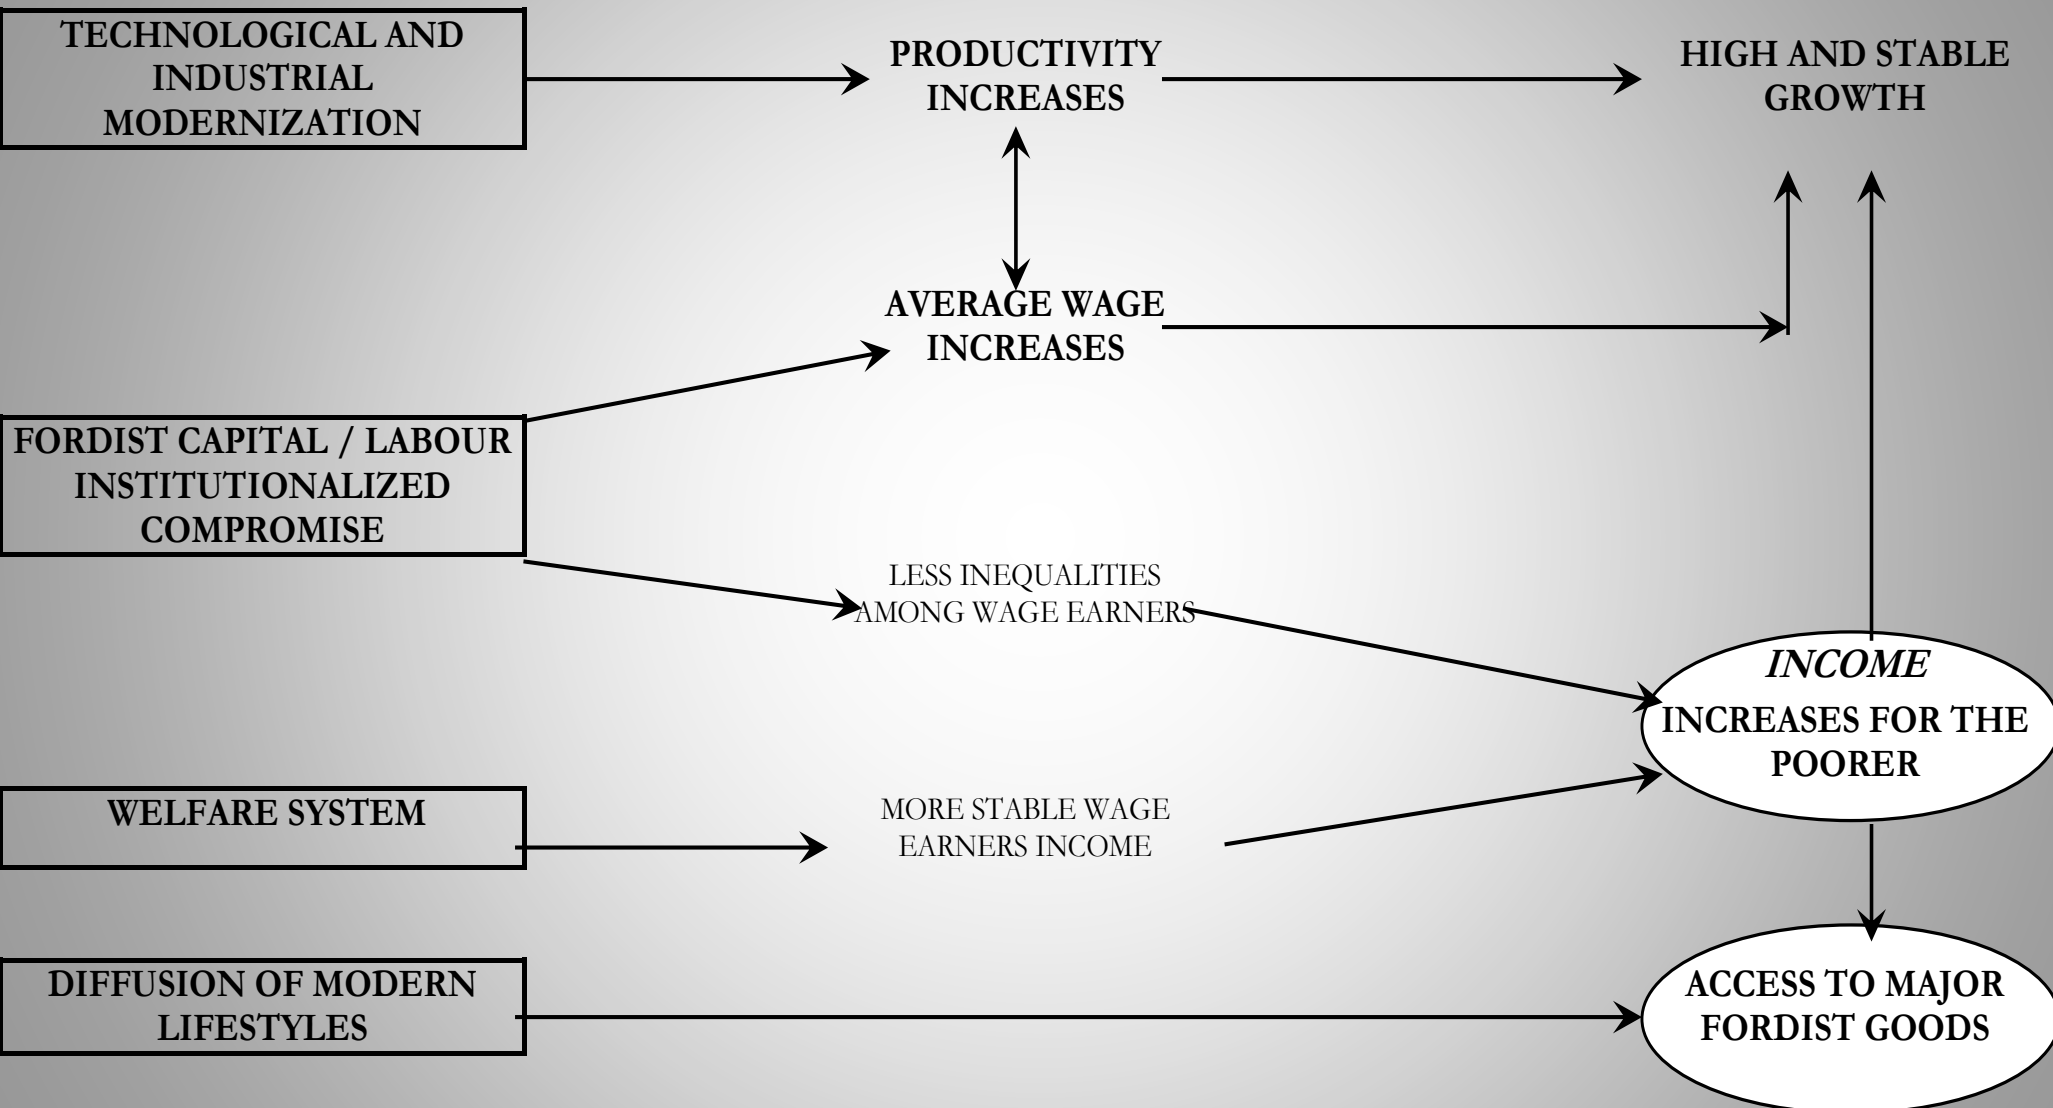 TECHNOLOGICAL AND
INDUSTRIAL
MODERNIZATION
PRODUCTIVITY
INCREASES
HIGH AND STABLE
GROWTH
AVERAGE WAGE
INCREASES
FORDIST CAPITAL / LABOUR
INSTITUTIONALIZED
COMPROMISE
LESS INEQUALITIES
AMONG WAGE EARNERS
INCOME
INCREASES FOR THE
POORER
WELFARE SYSTEM
MORE STABLE WAGE
EARNERS INCOME
DIFFUSION OF MODERN
LIFESTYLES
ACCESS TO MAJOR
FORDIST GOODS